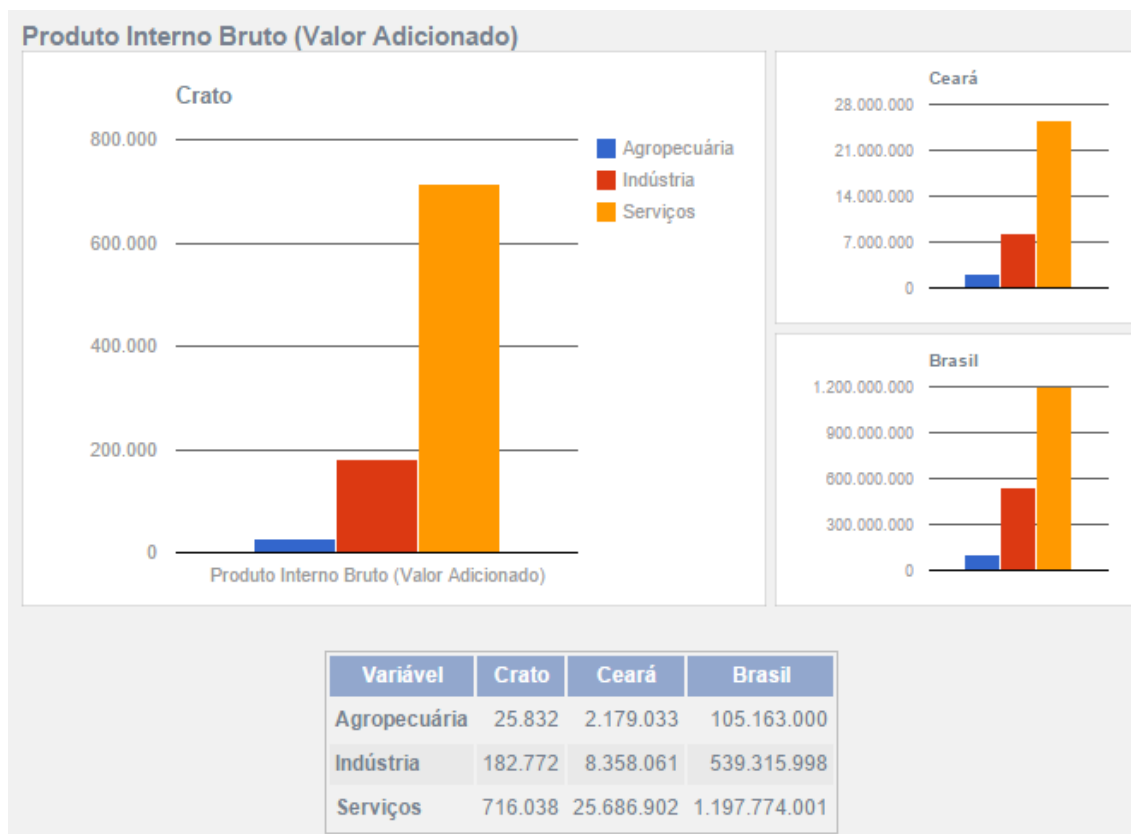 Produto Interno Bruto (Valor Adicionado)
Crato
800.000
600.000
400.000
200.000
0
Produto Interno Bruto (Valor Adicionado)
Agropecuária
Indústria
Serviços
Ceará
28.000.000
21.000.000
14.000.000
7.000.000
0
Brasil
1.200.000.000
900.000.000
600.000.000
300.000.000
0
Variável Crato Ceará Brasil
Agropecuária 25.832 2.179.033 105.163.000
Indústria 182.772 8.358.061 539.315.998
Serviços 716.038 25.686.902 1.197.774.001